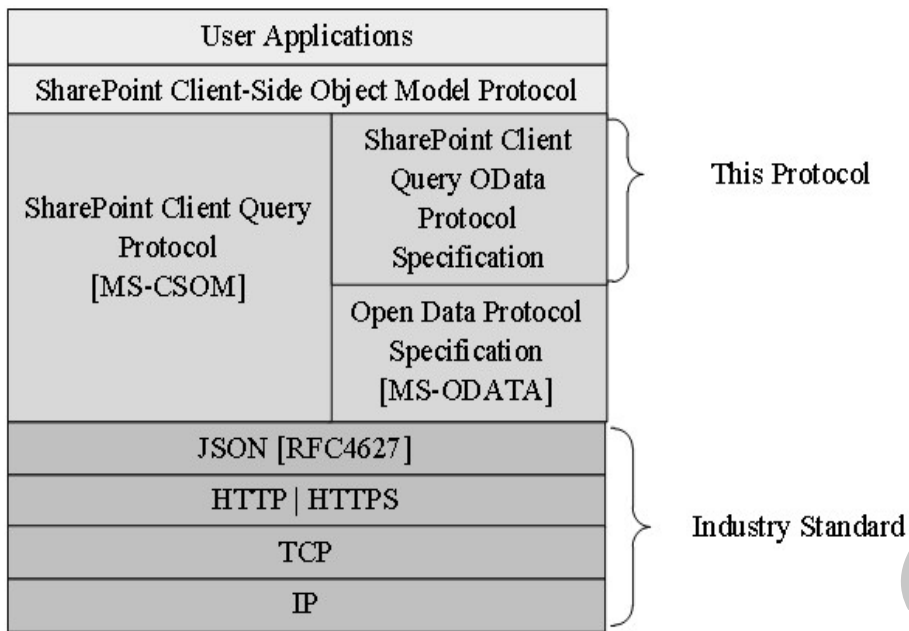 User Applications
SharePoint Client-Side Object Model Protocol
SharePoint Client Query
Protocol
[MS-CSOM]
SharePoint Client
Query OData
Protocol
Specification
This Protocol
Open Data Protocol
Specification
[MS-ODATA]
JSON [RFC4627]
HTTP | HTTPS
TCP
IP
Industry Standard